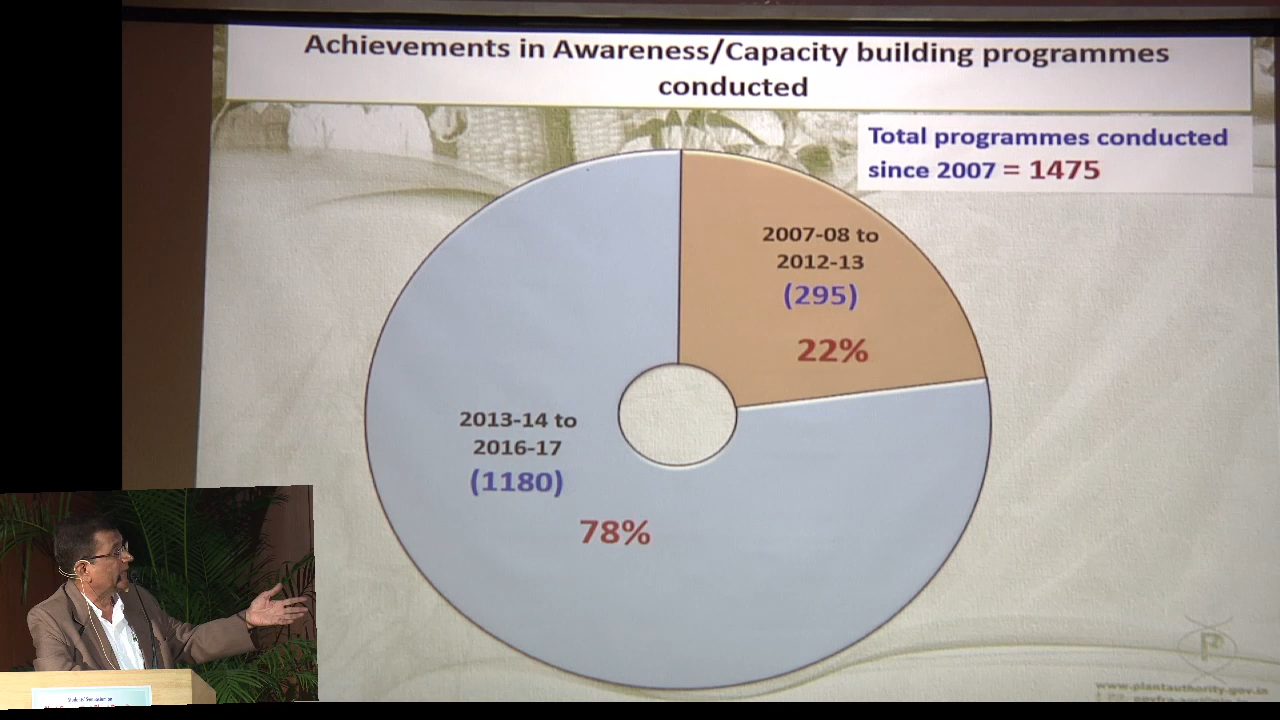 Achievements in Awareness/Capacity building programmes
conducted
Total programmes conducted
since 2007 = 1475
2007-08 to
2012-13
(295)
22%
2013-14 to
2016-17
(1180)
78%
P
www.plantauthority-gov.in